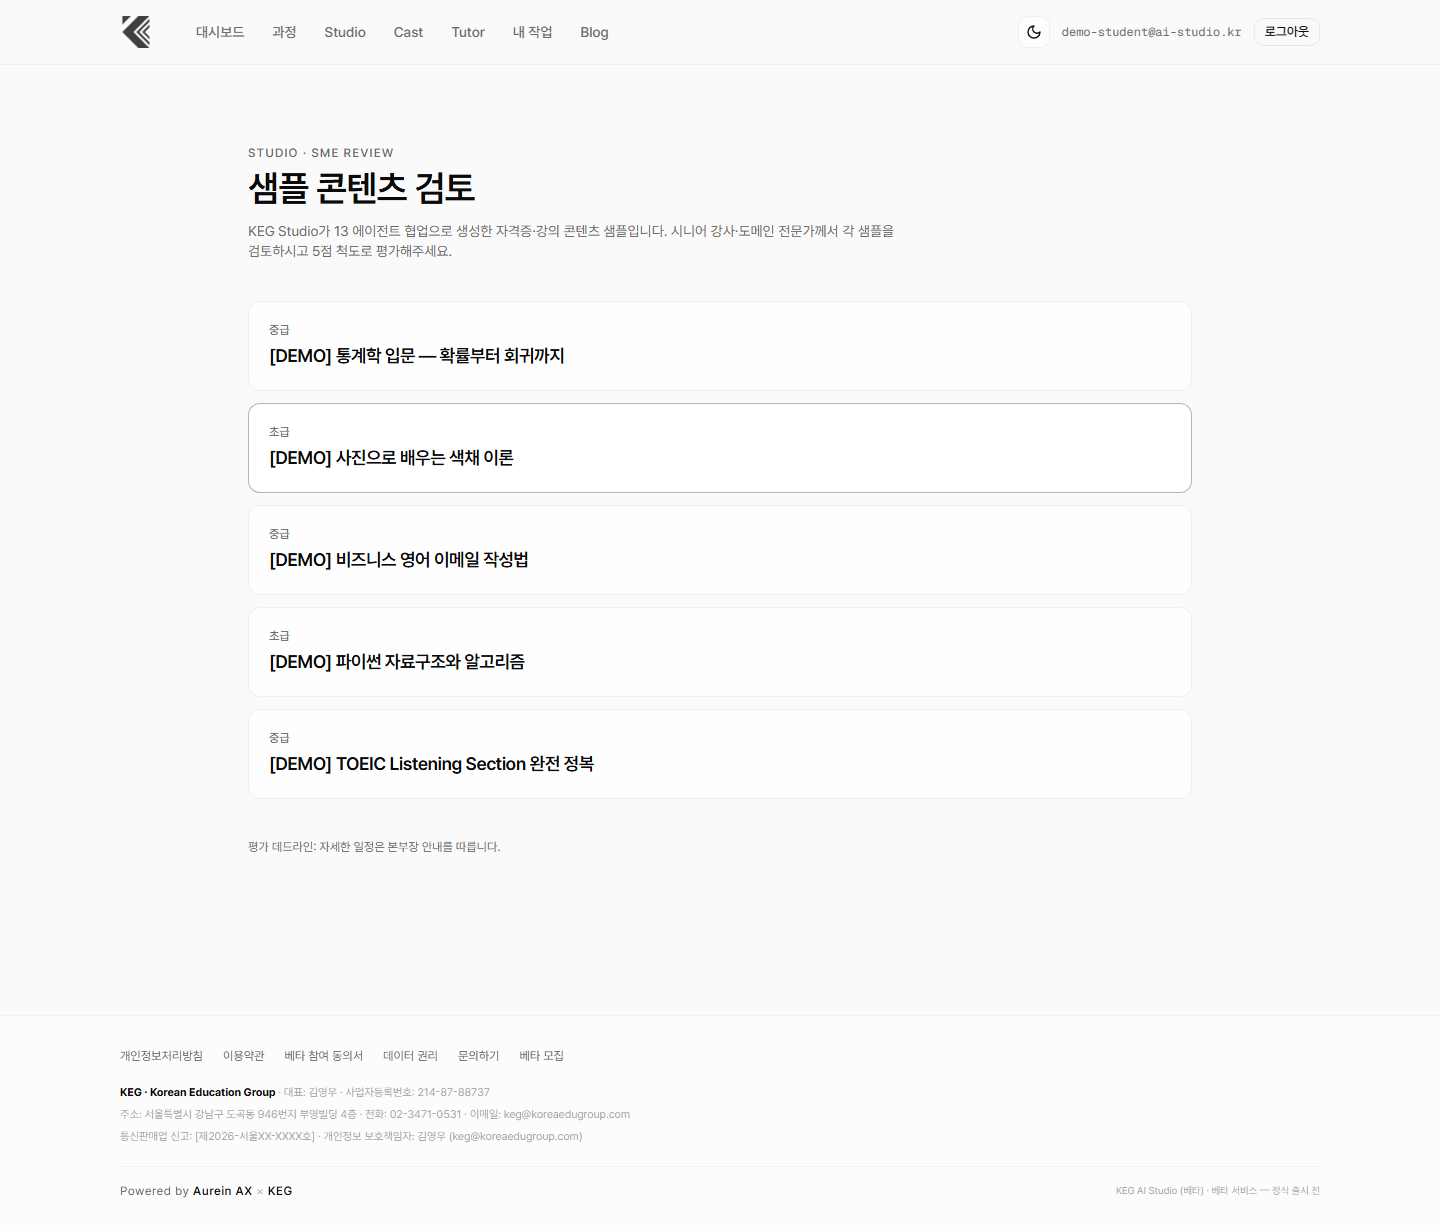 대시보드 과정 Studio Cast Tutor 내 작업 Blog demo-student@ai-studio.kr 로그아웃
STUDIO · SME REVIEW
샘플 콘텐츠 검토
KEG Studio가 13 에이전트 협업으로 생성한 자격증·강의 콘텐츠 샘플입니다. 시니어 강사·도메인 전문가께서 각 샘플을
검토하시고 5점 척도로 평가해주세요.
중급
[DEMO] 통계학 입문 — 확률부터 회귀까지
초급
[DEMO] 사진으로 배우는 색채 이론
중급
[DEMO] 비즈니스 영어 이메일 작성법
초급
[DEMO] 파이썬 자료구조와 알고리즘
중급
[DEMO] TOEIC Listening Section 완전 정복
평가 데드라인: 자세한 일정은 본부장 안내를 따릅니다.
개인정보처리방침 이용약관 베타 참여 동의서 데이터 권리 문의하기 베타 모집
KEG · Korean Education Group · 대표: 김영우 · 사업자등록번호: 214-87-88737
주소: 서울특별시 강남구 도곡동 946번지 부영빌딩 4층 · 전화: 02-3471-0531 · 이메일: keg@koreaedugroup.com
통신판매업 신고: [제2026-서울XX-XXXX호] · 개인정보 보호책임자: 김영우 (keg@koreaedugroup.com)
Powered by Aurein AX × KEG
KEG AI Studio (베타) · 베타 서비스 — 정식 출시 전